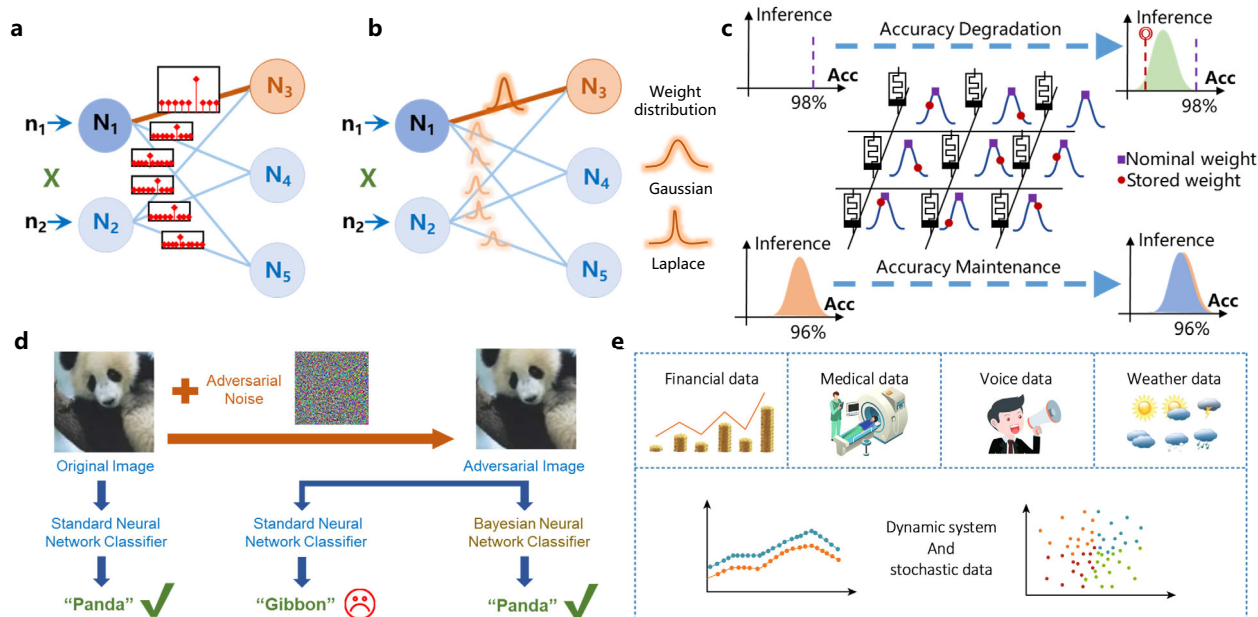 a
N₁
N₂
N₃
N₄
N₅
n₁
X
n₂
b
N₁
N₂
N₃
N₄
N₅
n₁
X
n₂
Weight
distribution
Gaussian
Laplace
c
Inference
Acc
98%
Accuracy Degradation
Inference
Acc
98%
Nominal weight
Stored weight
Inference
Acc
96%
Accuracy Maintenance
Inference
Acc
96%
d
Adversarial
Noise
Original Image
Adversarial Image
Standard Neural
Network Classifier
Standard Neural
Network Classifier
Bayesian Neural
Network Classifier
“Panda”
“Gibbon”
“Panda”
e
Financial data
Medical data
Voice data
Weather data
Dynamic system
And
stochastic data